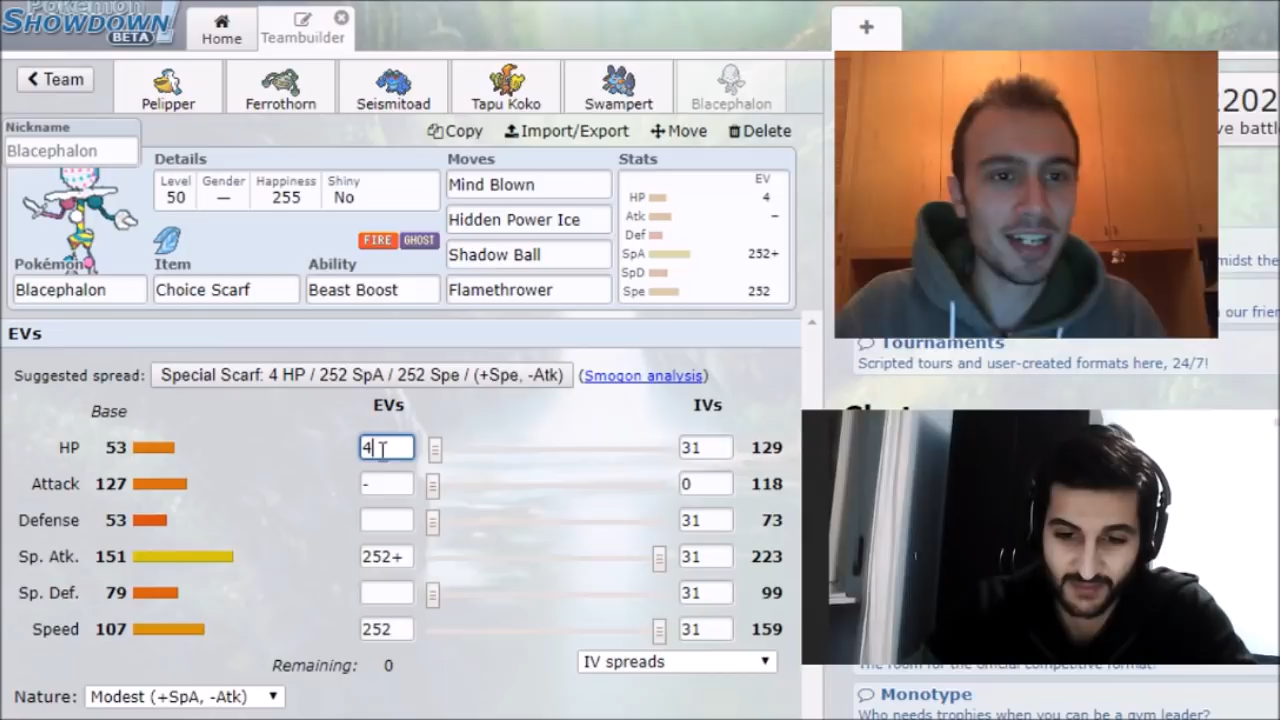 Pokémon
SHOWDOWN
BETA
Home
Teambuilder
+
< Team
Pelipper
Ferrothorn
Seismitoad
Tapu Koko
Swampert
Blacephalon
Nickname
Blacephalon
Copy Import/Export Move Delete
Details
Level Gender Happiness Shiny
50 — 255 No
FIRE GHOST
Pokémon Item Ability
Blacephalon Choice Scarf Beast Boost
Moves
Mind Blown
Hidden Power Ice
Shadow Ball
Flamethrower
Stats
EV
HP 4
Atk –
Def
SpA 252+
SpD
Spe 252
EVs
Suggested spread: Special Scarf: 4 HP / 252 SpA / 252 Spe / (+Spe, -Atk) (Smogon analysis)
Base EVs IVs
HP 53 4 31 129
Attack 127 - 0 118
Defense 53 31 73
Sp. Atk. 151 252+ 31 223
Sp. Def. 79 31 99
Speed 107 252 31 159
Remaining: 0 IV spreads
Nature: Modest (+SpA, -Atk)
202
ve battl
midst the
our frien
Tournaments
Scripted tours and user-created formats here, 24/7!
Monotype
Who needs trophies when you can be a gym leader?